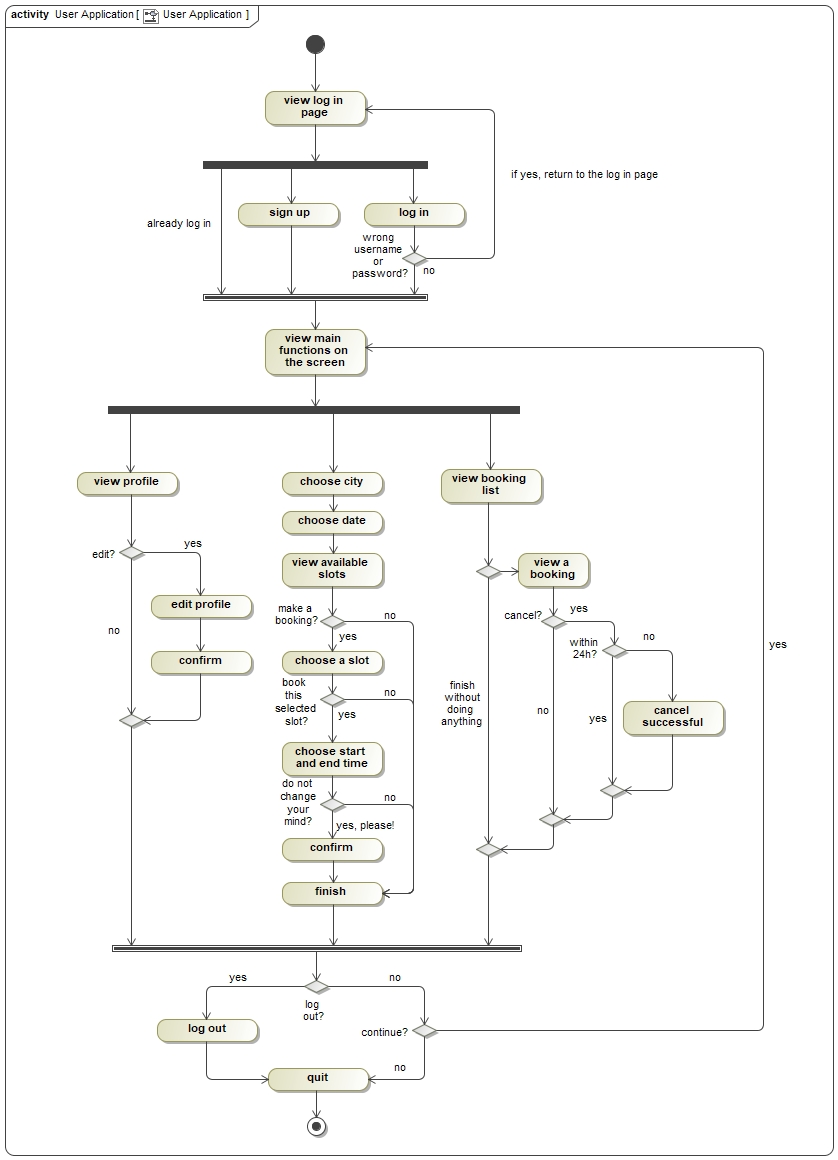 activity User Application [ User Application ]
view log in
page
if yes, return to the log in page
already log in
sign up
log in
wrong
username
or
password?
no
view main
functions on
the screen
view profile
edit?
yes
no
edit profile
confirm
choose city
choose date
view available
slots
make a
booking?
no
yes
choose a slot
book
this
selected
slot?
no
yes
choose start
and end time
do not
change
your
mind?
no
yes, please!
confirm
finish
view booking
list
view a
booking
cancel?
yes
within
24h?
no
finish
without
doing
anything
no
yes
cancel
successful
yes
yes
no
log
out?
log out
continue?
no
quit